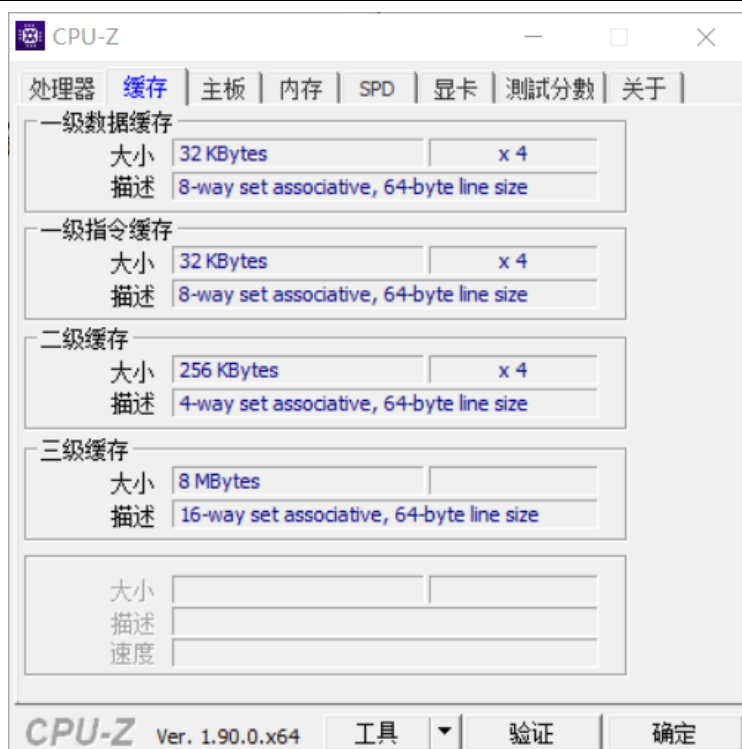 CPU-Z
处理器 缓存 主板 内存 SPD 显卡 測試分數 关于
一级数据缓存
大小 32 KBytes x 4
描述 8-way set associative, 64-byte line size
一级指令缓存
大小 32 KBytes x 4
描述 8-way set associative, 64-byte line size
二级缓存
大小 256 KBytes x 4
描述 4-way set associative, 64-byte line size
三级缓存
大小 8 MBytes
描述 16-way set associative, 64-byte line size
大小
描述
速度
CPU-Z Ver. 1.90.0.x64 工具 验证 确定